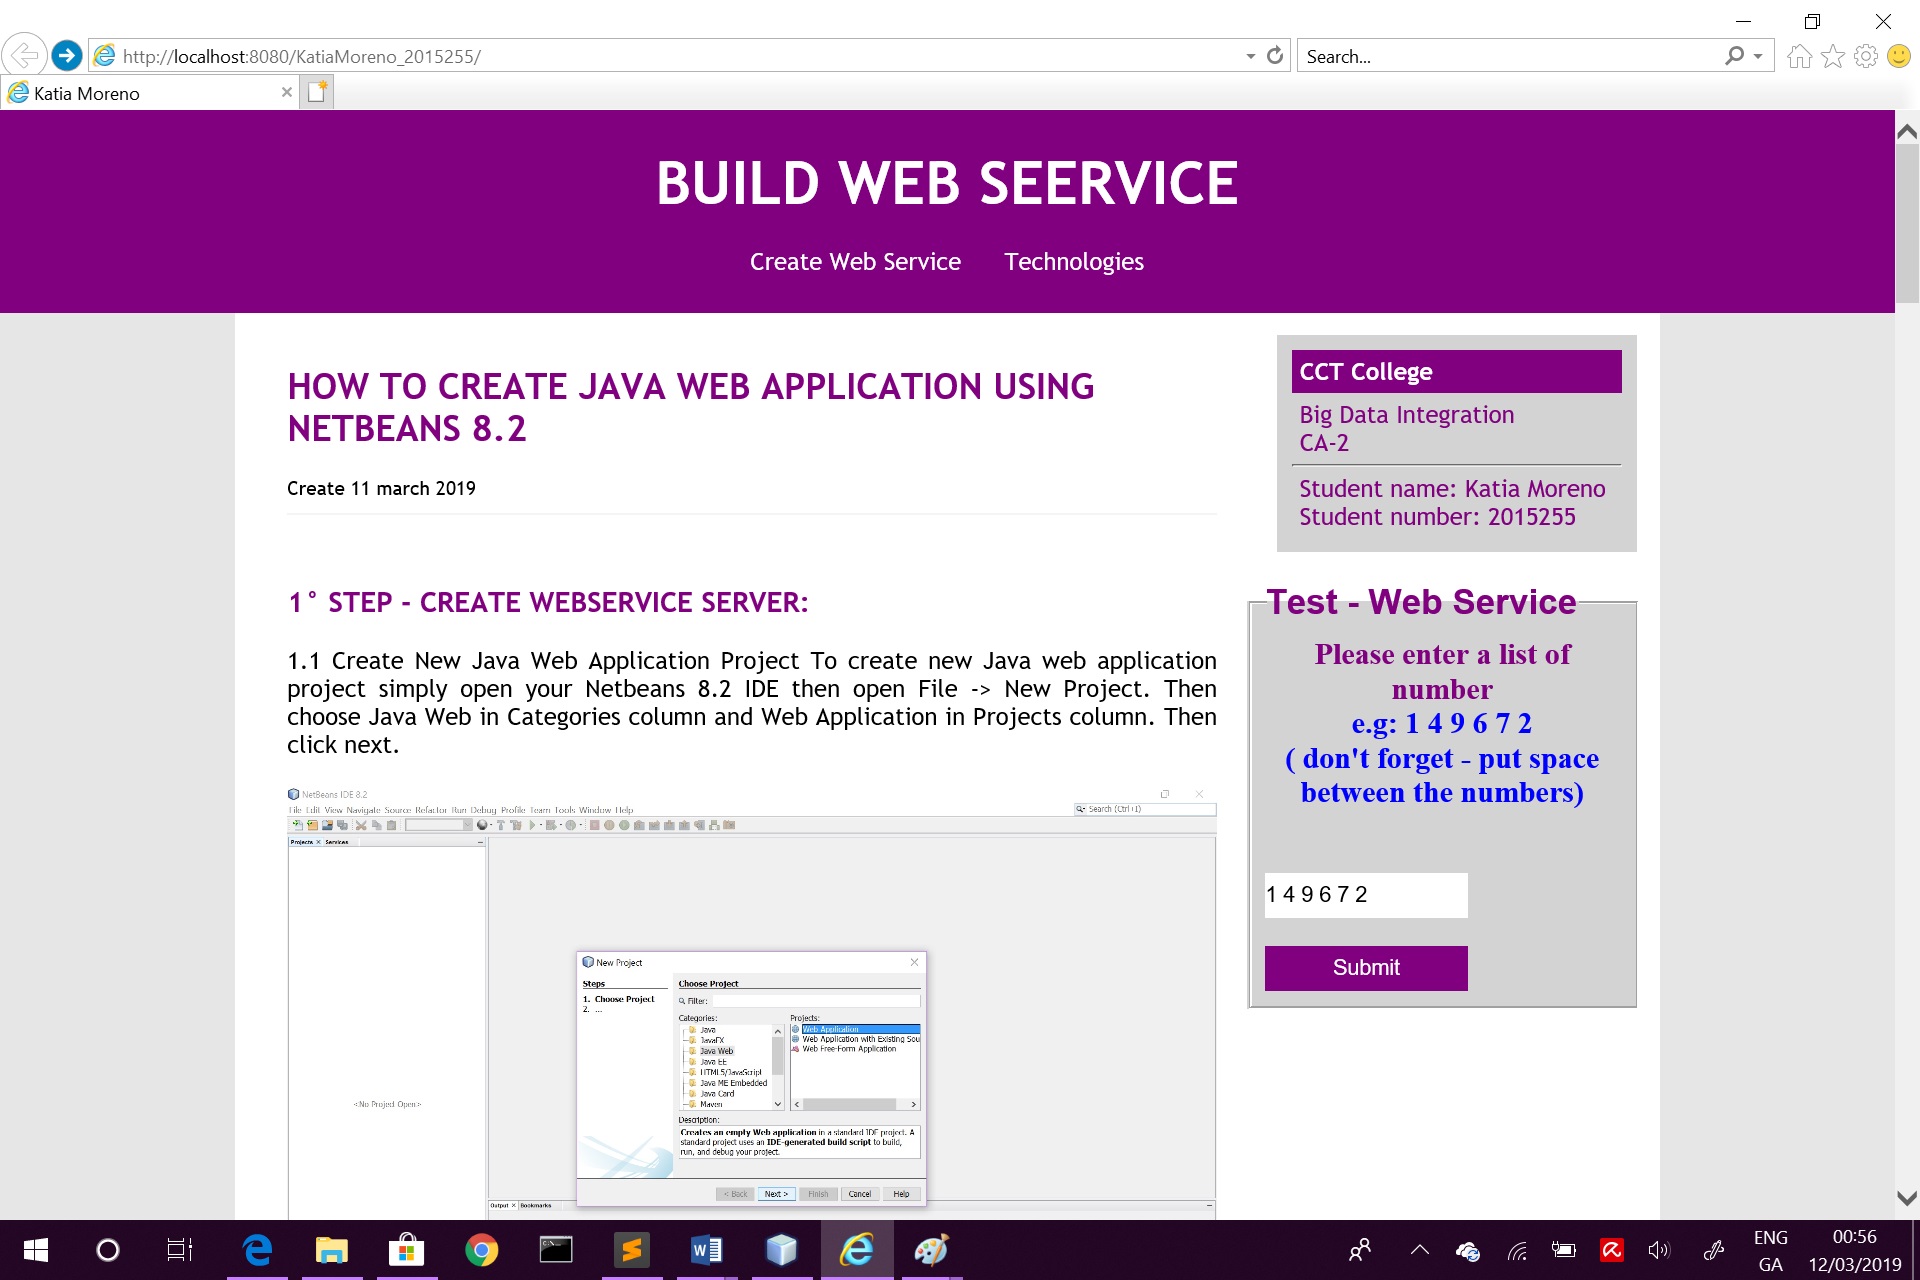 http://localhost:8080/KatiaMoreno_2015255/
Search...
Katia Moreno
BUILD WEB SEERVICE
Create Web Service Technologies
HOW TO CREATE JAVA WEB APPLICATION USING
NETBEANS 8.2
Create 11 march 2019
1° STEP - CREATE WEBSERVICE SERVER:
1.1 Create New Java Web Application Project To create new Java web application
project simply open your Netbeans 8.2 IDE then open File -> New Project. Then
choose Java Web in Categories column and Web Application in Projects column. Then
click next.
NetBeans IDE 8.2
File Edit View Navigate Source Refactor Run Debug Profile Team Tools Window Help
Search (Ctrl+I)
Projects Services
<No Project Open>
New Project
Steps
1. Choose Project
2. ...
Choose Project
Filter:
Categories:
Java
JavaFX
Java Web
Java EE
HTML5/JavaScript
Java ME Embedded
Java Card
Maven
Projects:
Web Application
Web Application with Existing Sou
Web Free-Form Application
Description:
Creates an empty Web application in a standard IDE project. A
standard project uses an IDE-generated build script to build,
run, and debug your project.
< Back Next > Finish Cancel Help
Output Bookmarks
CCT College
Big Data Integration
CA-2
Student name: Katia Moreno
Student number: 2015255
Test - Web Service
Please enter a list of
number
e.g: 1 4 9 6 7 2
( don't forget - put space
between the numbers)
1 4 9 6 7 2
Submit
ENG
GA
00:56
12/03/2019